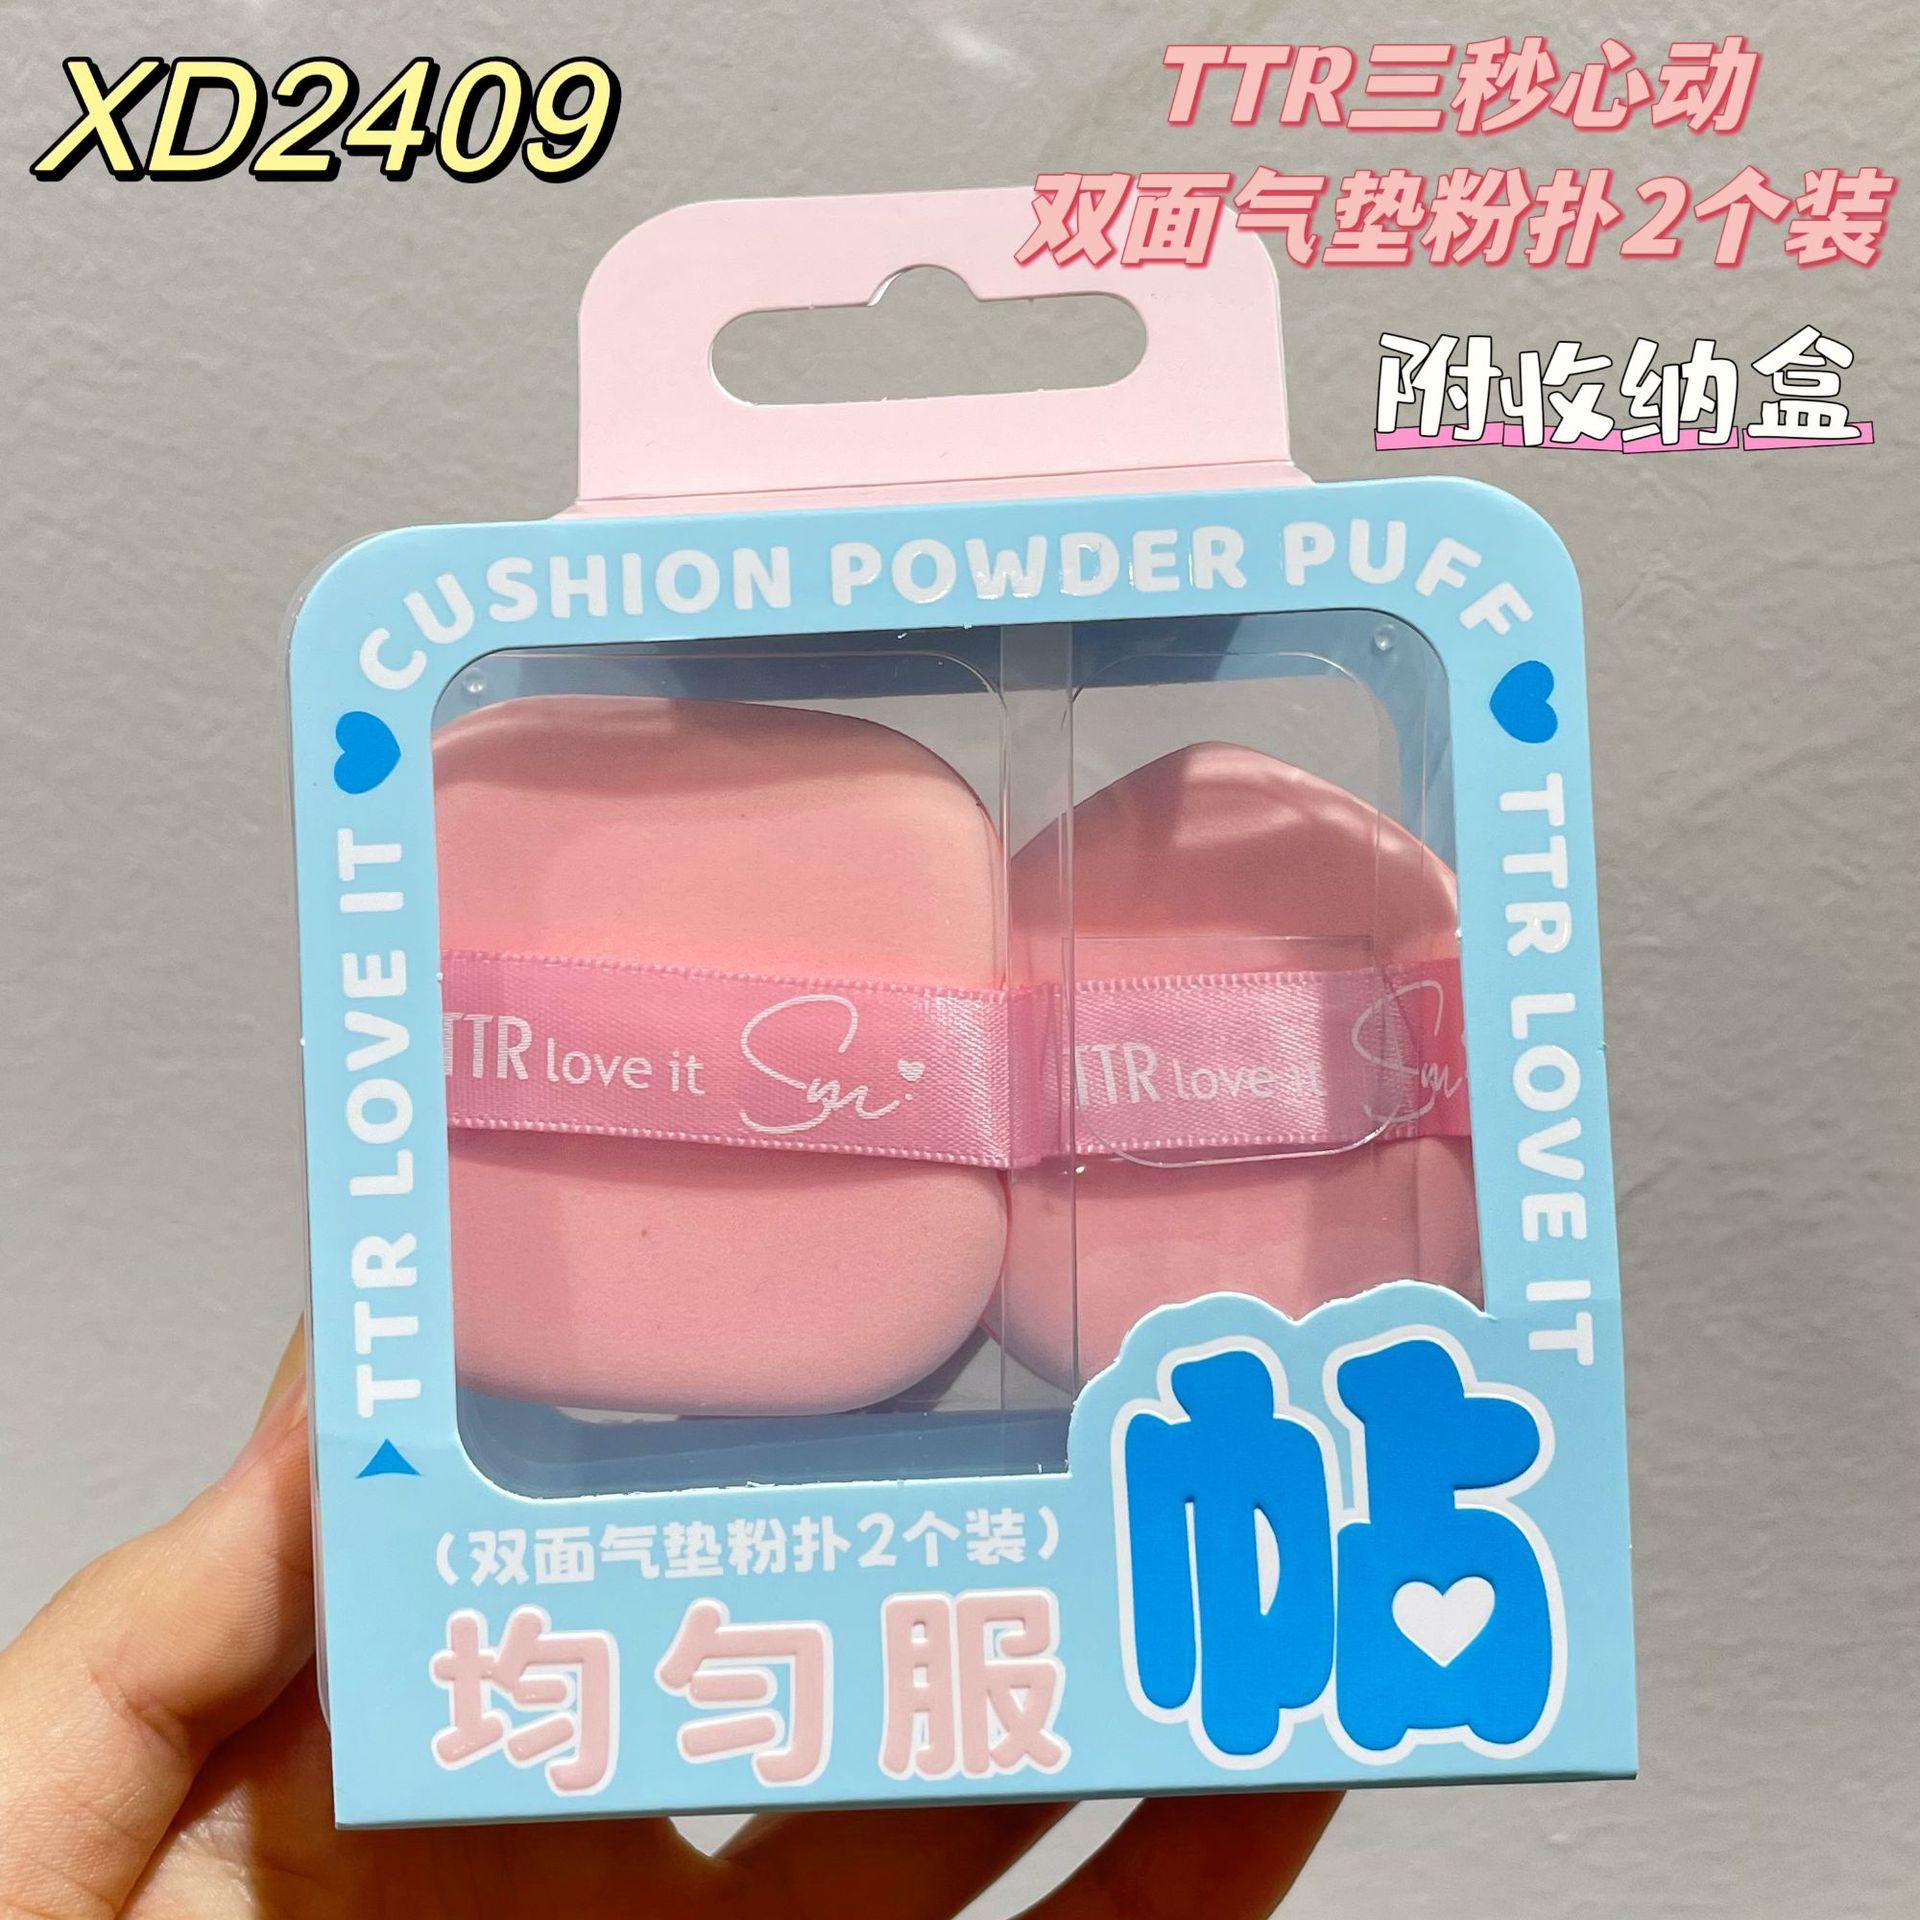 XD2409
TTR三秒心动
双面气垫粉扑2个装
附收纳盒
CUSHION POWDER PUFF
TTR LOVE IT
TTR LOVE IT
TTR love it
TTR love it
(双面气垫粉扑2个装)
均匀服
帖